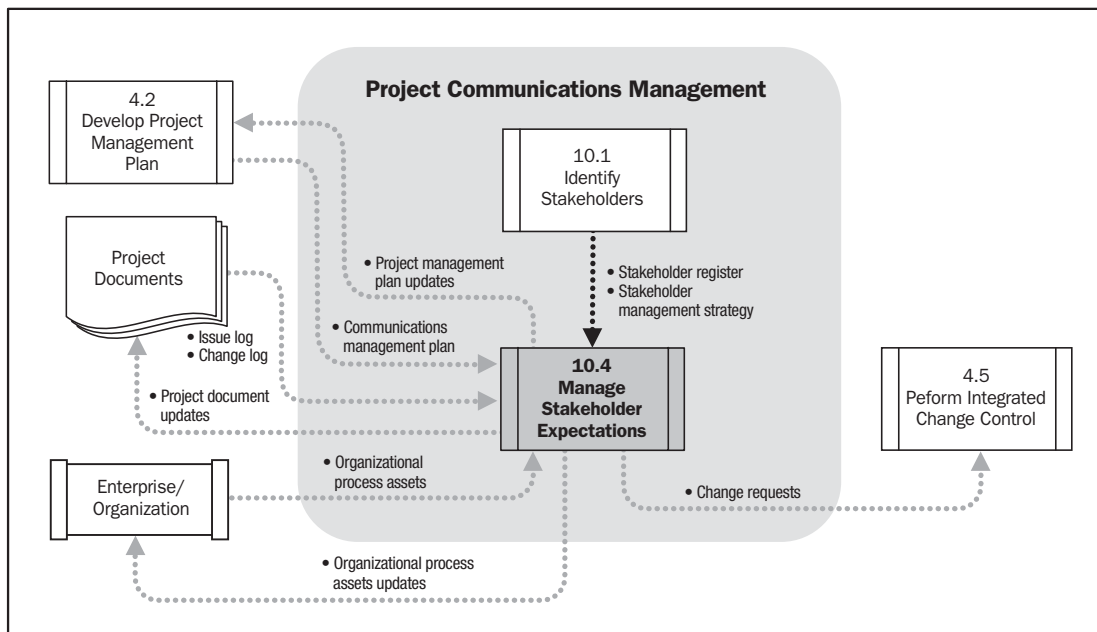 Project Communications Management
4.2
Develop Project
Management
Plan
10.1
Identify
Stakeholders
Project
Documents
• Project management
plan updates
• Stakeholder register
• Stakeholder
management strategy
• Issue log
• Change log
• Communications
management plan
10.4
Manage
Stakeholder
Expectations
4.5
Peform Integrated
Change Control
• Project document
updates
Enterprise/
Organization
• Organizational
process assets
• Change requests
• Organizational process
assets updates